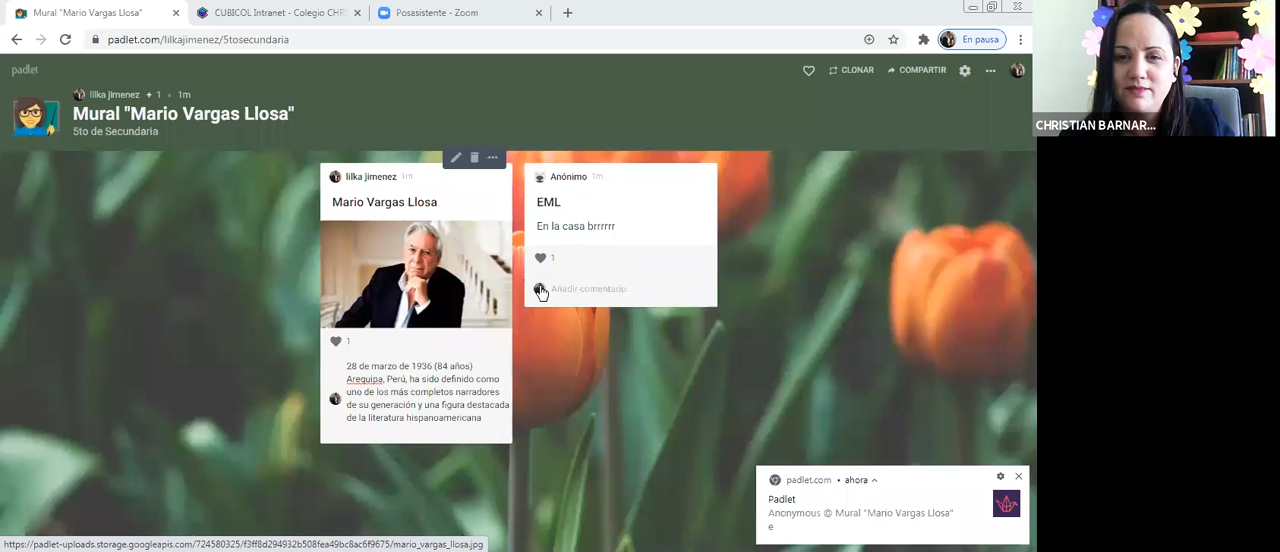 Mural "Mario Vargas Llosa"
CUBICOL Intranet - Colegio CHRI
Posasistente - Zoom
padlet.com/lilkajimenez/5tosecundaria
En pausa
padlet
CLONAR
COMPARTIR
lilka jimenez + 1 • 1m
Mural "Mario Vargas Llosa"
5to de Secundaria
CHRISTIAN BARNAR...
lilka jimenez 1m
Mario Vargas Llosa
1
28 de marzo de 1936 (84 años)
Arequipa, Perú, ha sido definido como
uno de los más completos narradores
de su generación y una figura destacada
de la literatura hispanoamericana
Anónimo 1m
EML
En la casa brrrrrr
1
Añadir comentario
padlet.com • ahora
Padlet
Anonymous @ Mural "Mario Vargas Llosa"
e
https://padlet-uploads.storage.googleapis.com/724580325/f3ff8d294932b508fea49bc8ac6f9675/mario_vargas_llosa.jpg